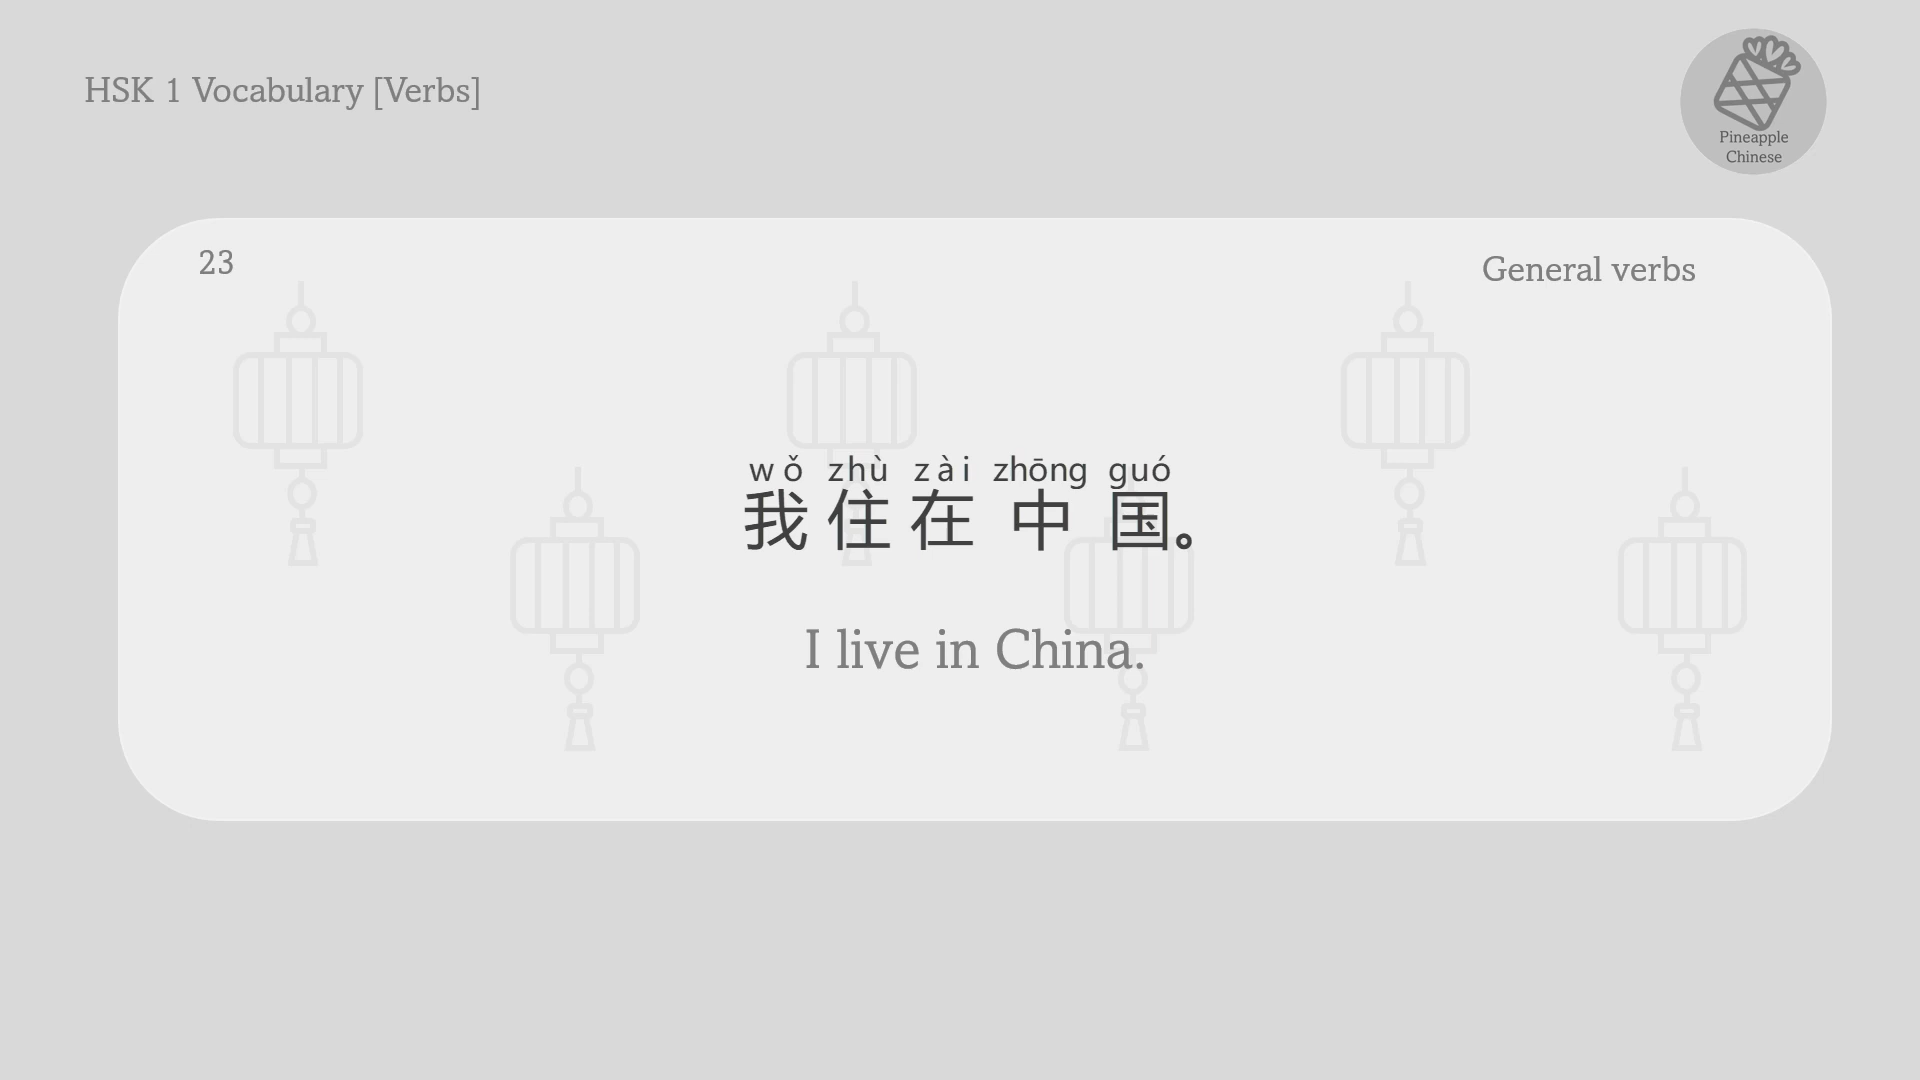 HSK 1 Vocabulary [Verbs]
Pineapple
Chinese
23
General verbs
wǒ zhù zài zhōng guó
我住在中国。
I live in China.